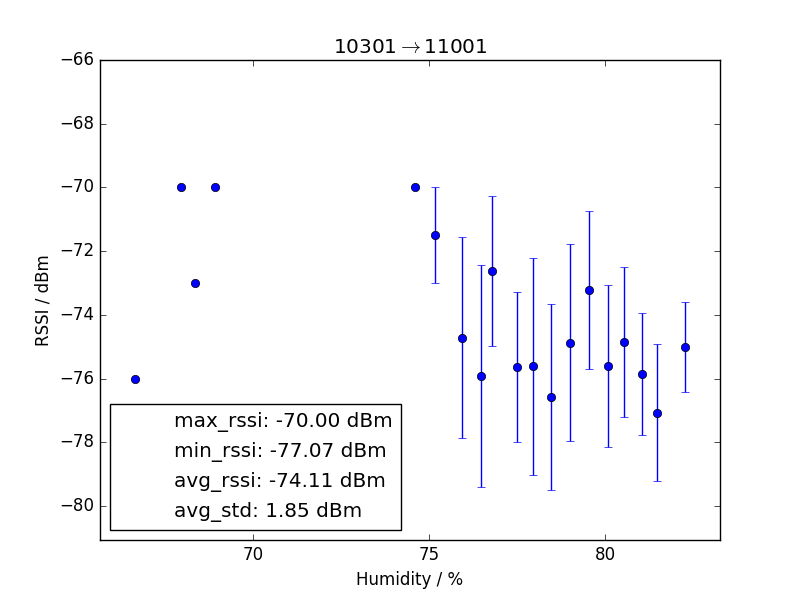 10301→11001
−66
−68
−70
−72
−74
−76
−78
−80
RSSI / dBm
max_rssi: -70.00 dBm
min_rssi: -77.07 dBm
avg_rssi: -74.11 dBm
avg_std: 1.85 dBm
70 75 80
Humidity / %